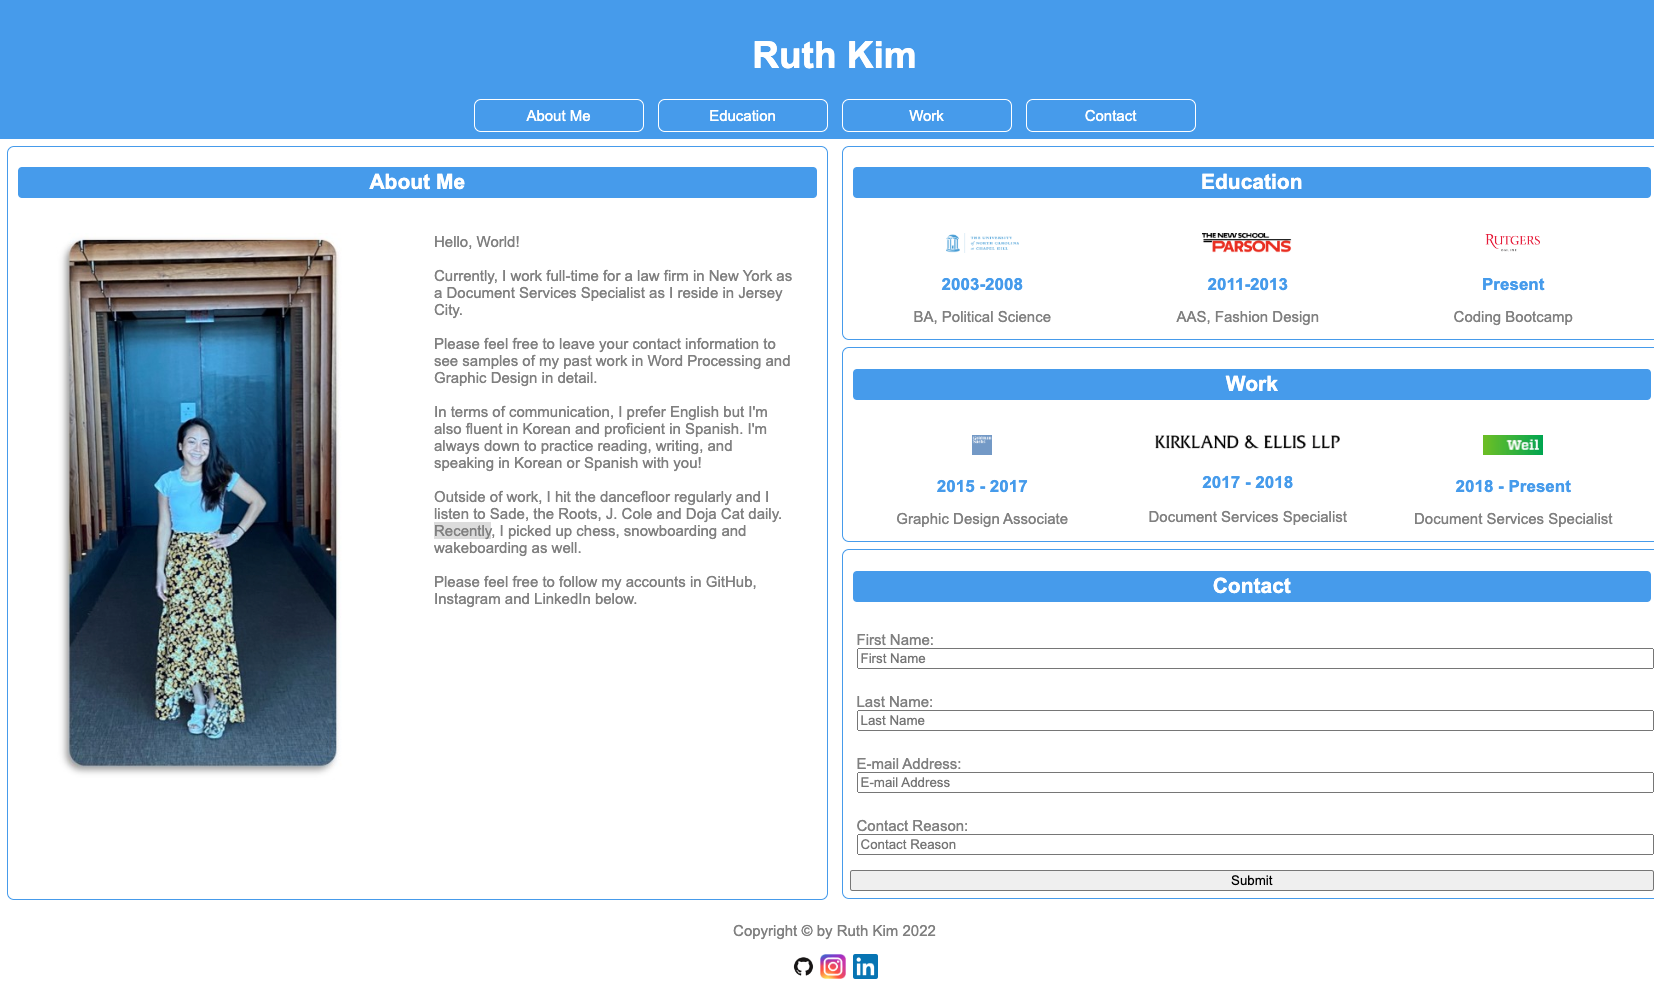 Ruth Kim
About Me
Education
Work
Contact
About Me
Hello, World!
Currently, I work full-time for a law firm in New York as
a Document Services Specialist as I reside in Jersey
City.
Please feel free to leave your contact information to
see samples of my past work in Word Processing and
Graphic Design in detail.
In terms of communication, I prefer English but I'm
also fluent in Korean and proficient in Spanish. I'm
always down to practice reading, writing, and
speaking in Korean or Spanish with you!
Outside of work, I hit the dancefloor regularly and I
listen to Sade, the Roots, J. Cole and Doja Cat daily.
Recently, I picked up chess, snowboarding and
wakeboarding as well.
Please feel free to follow my accounts in GitHub,
Instagram and LinkedIn below.
Education
THE UNIVERSITY
of NORTH CAROLINA
at CHAPEL HILL
2003-2008
BA, Political Science
THE NEW SCHOOL
PARSONS
2011-2013
AAS, Fashion Design
RUTGERS
Present
Coding Bootcamp
Work
2015 - 2017
Graphic Design Associate
KIRKLAND & ELLIS LLP
2017 - 2018
Document Services Specialist
Weil
2018 - Present
Document Services Specialist
Contact
First Name:
First Name
Last Name:
Last Name
E-mail Address:
E-mail Address
Contact Reason:
Contact Reason
Submit
Copyright © by Ruth Kim 2022
in